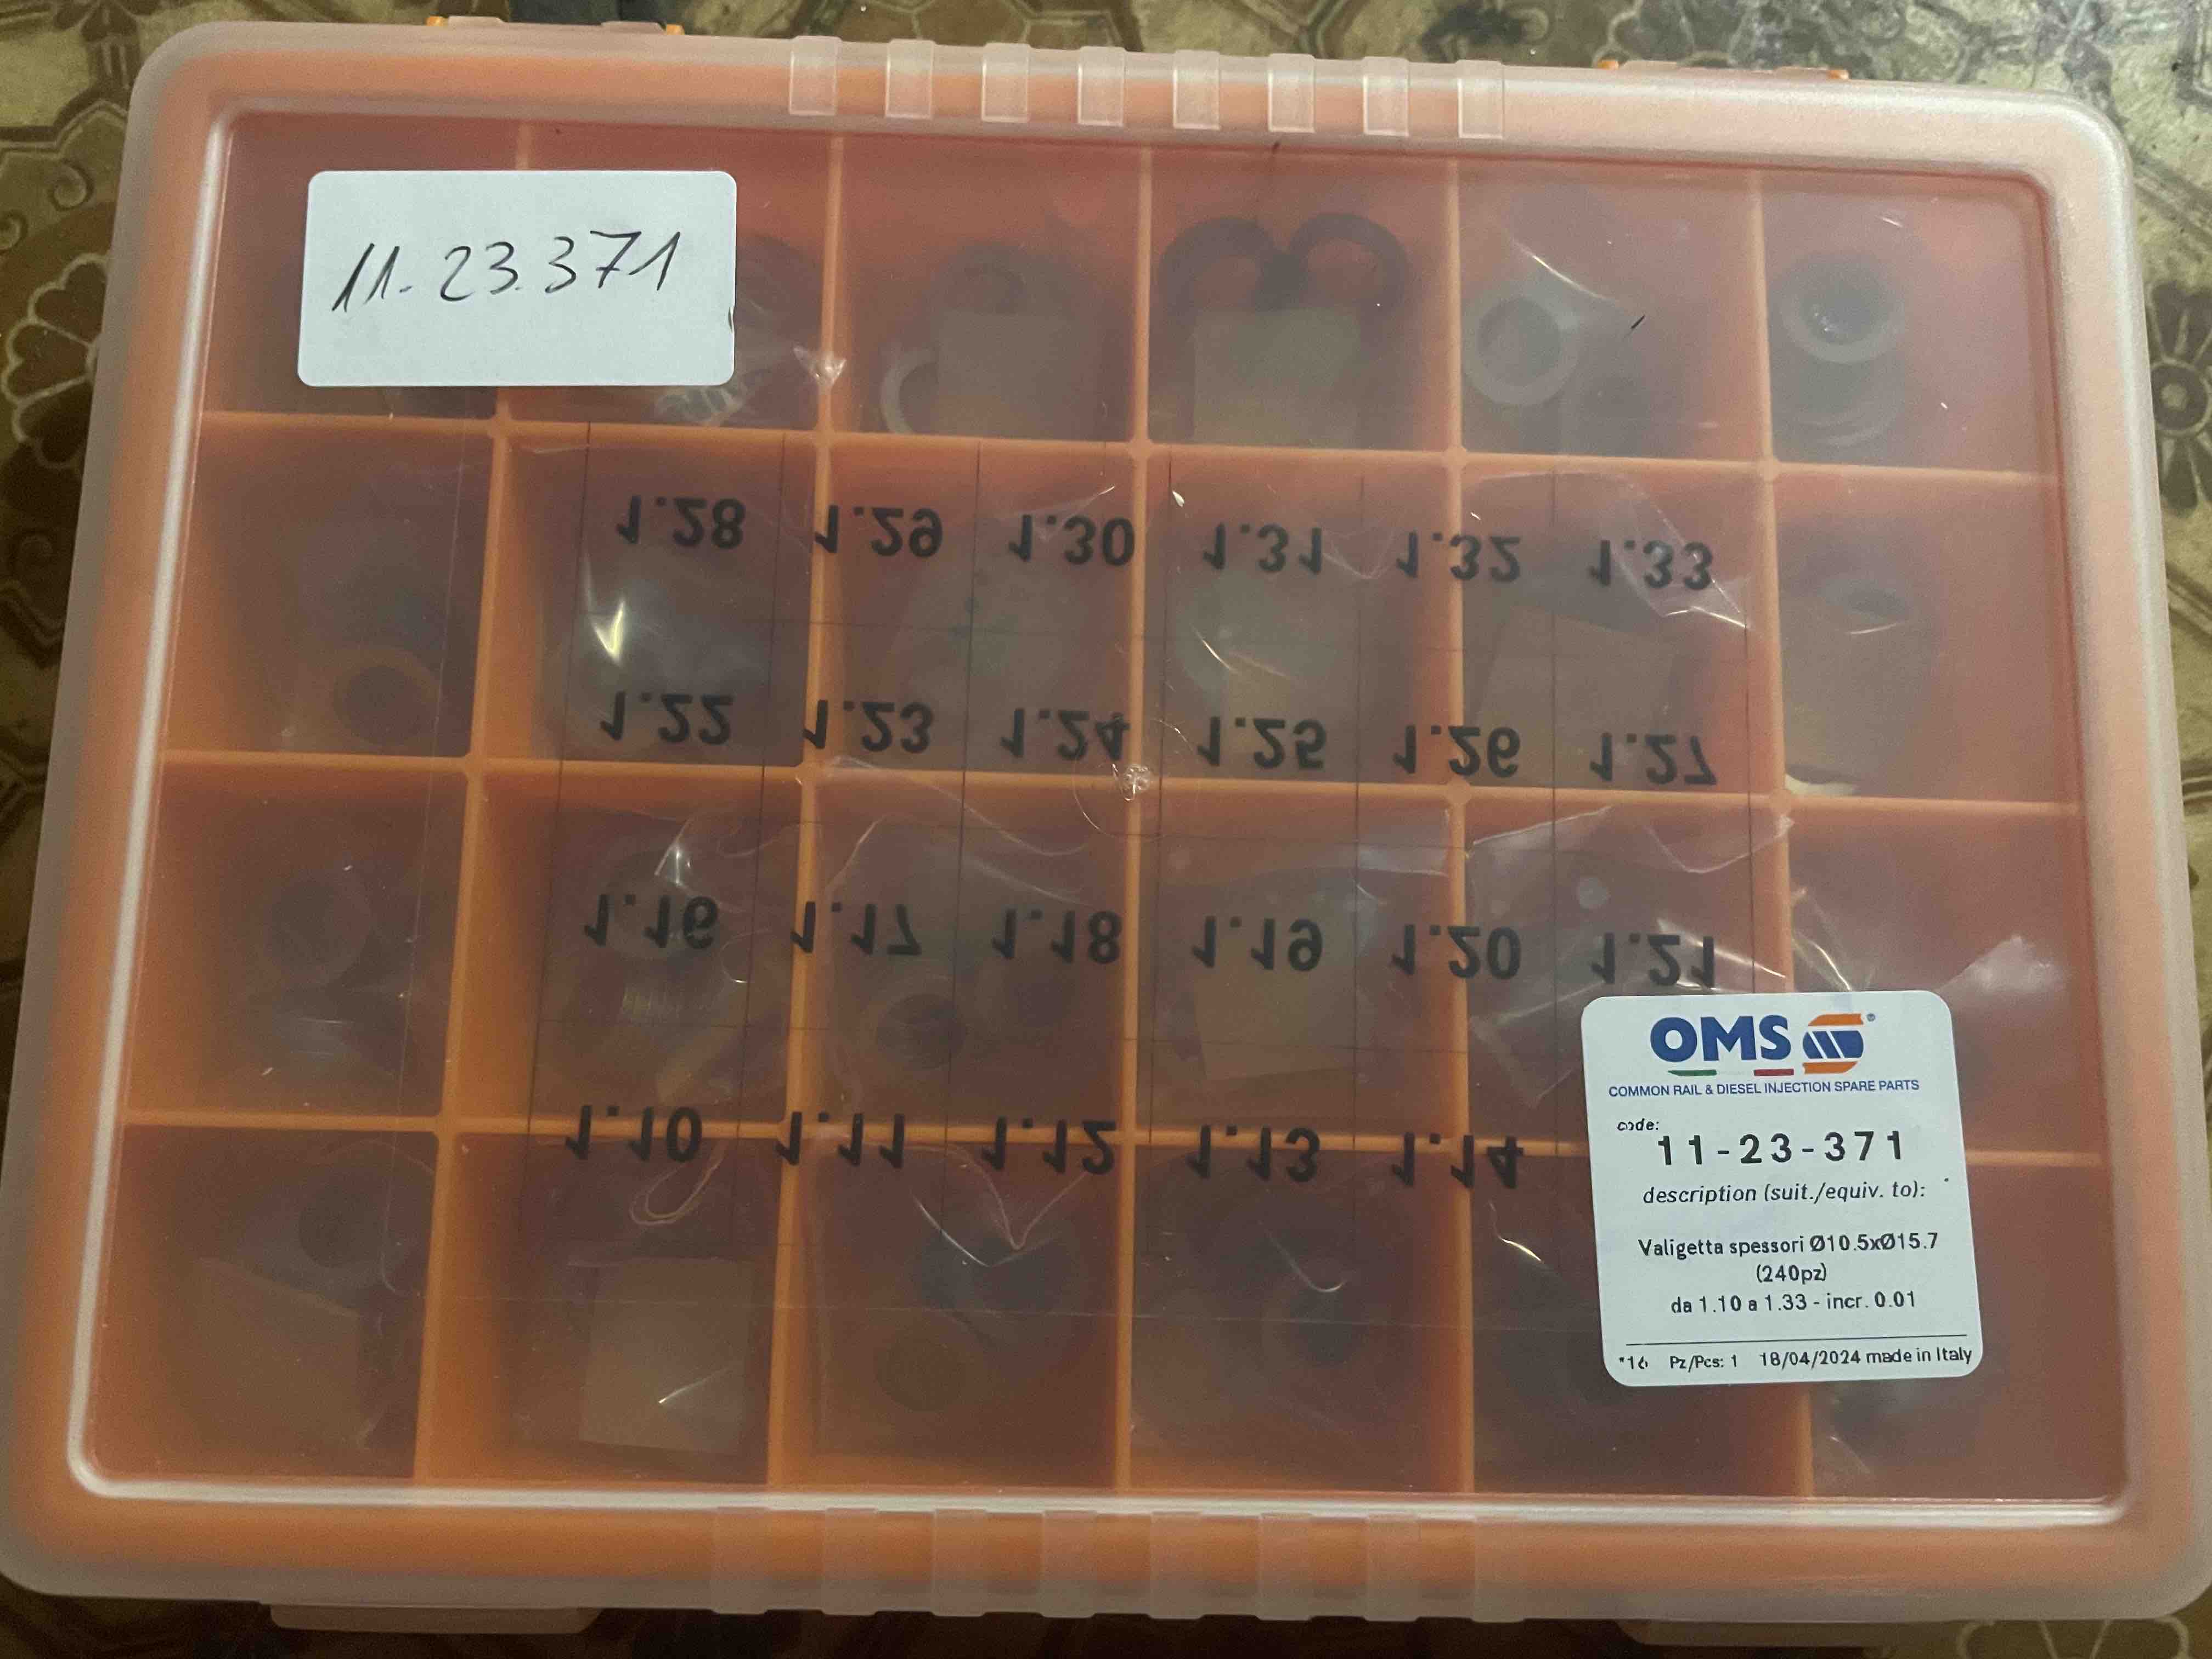 11.23.371
1.28 1.29 1.30 1.31 1.32 1.33
1.22 1.23 1.24 1.25 1.26 1.27
1.16 1.17 1.18 1.19 1.20 1.21
1.10 1.11 1.12 1.13 1.14
OMS
COMMON RAIL & DIESEL INJECTION SPARE PARTS
code:
11-23-371
description (suit./equiv. to):
Valigetta spessori Ø10.5xØ15.7
(240pz)
da 1.10 a 1.33 - incr. 0.01
*16 Pz/Pcs: 1 18/04/2024 made in Italy